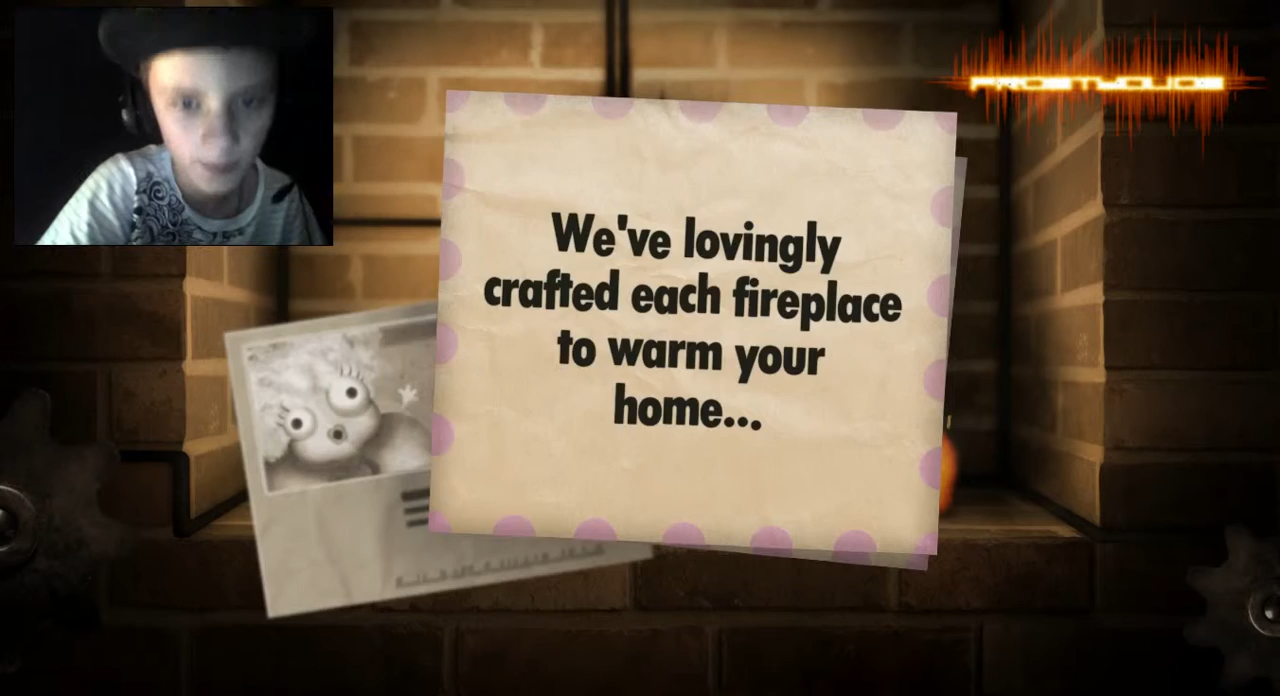 We've lovingly
crafted each fireplace
to warm your
home...